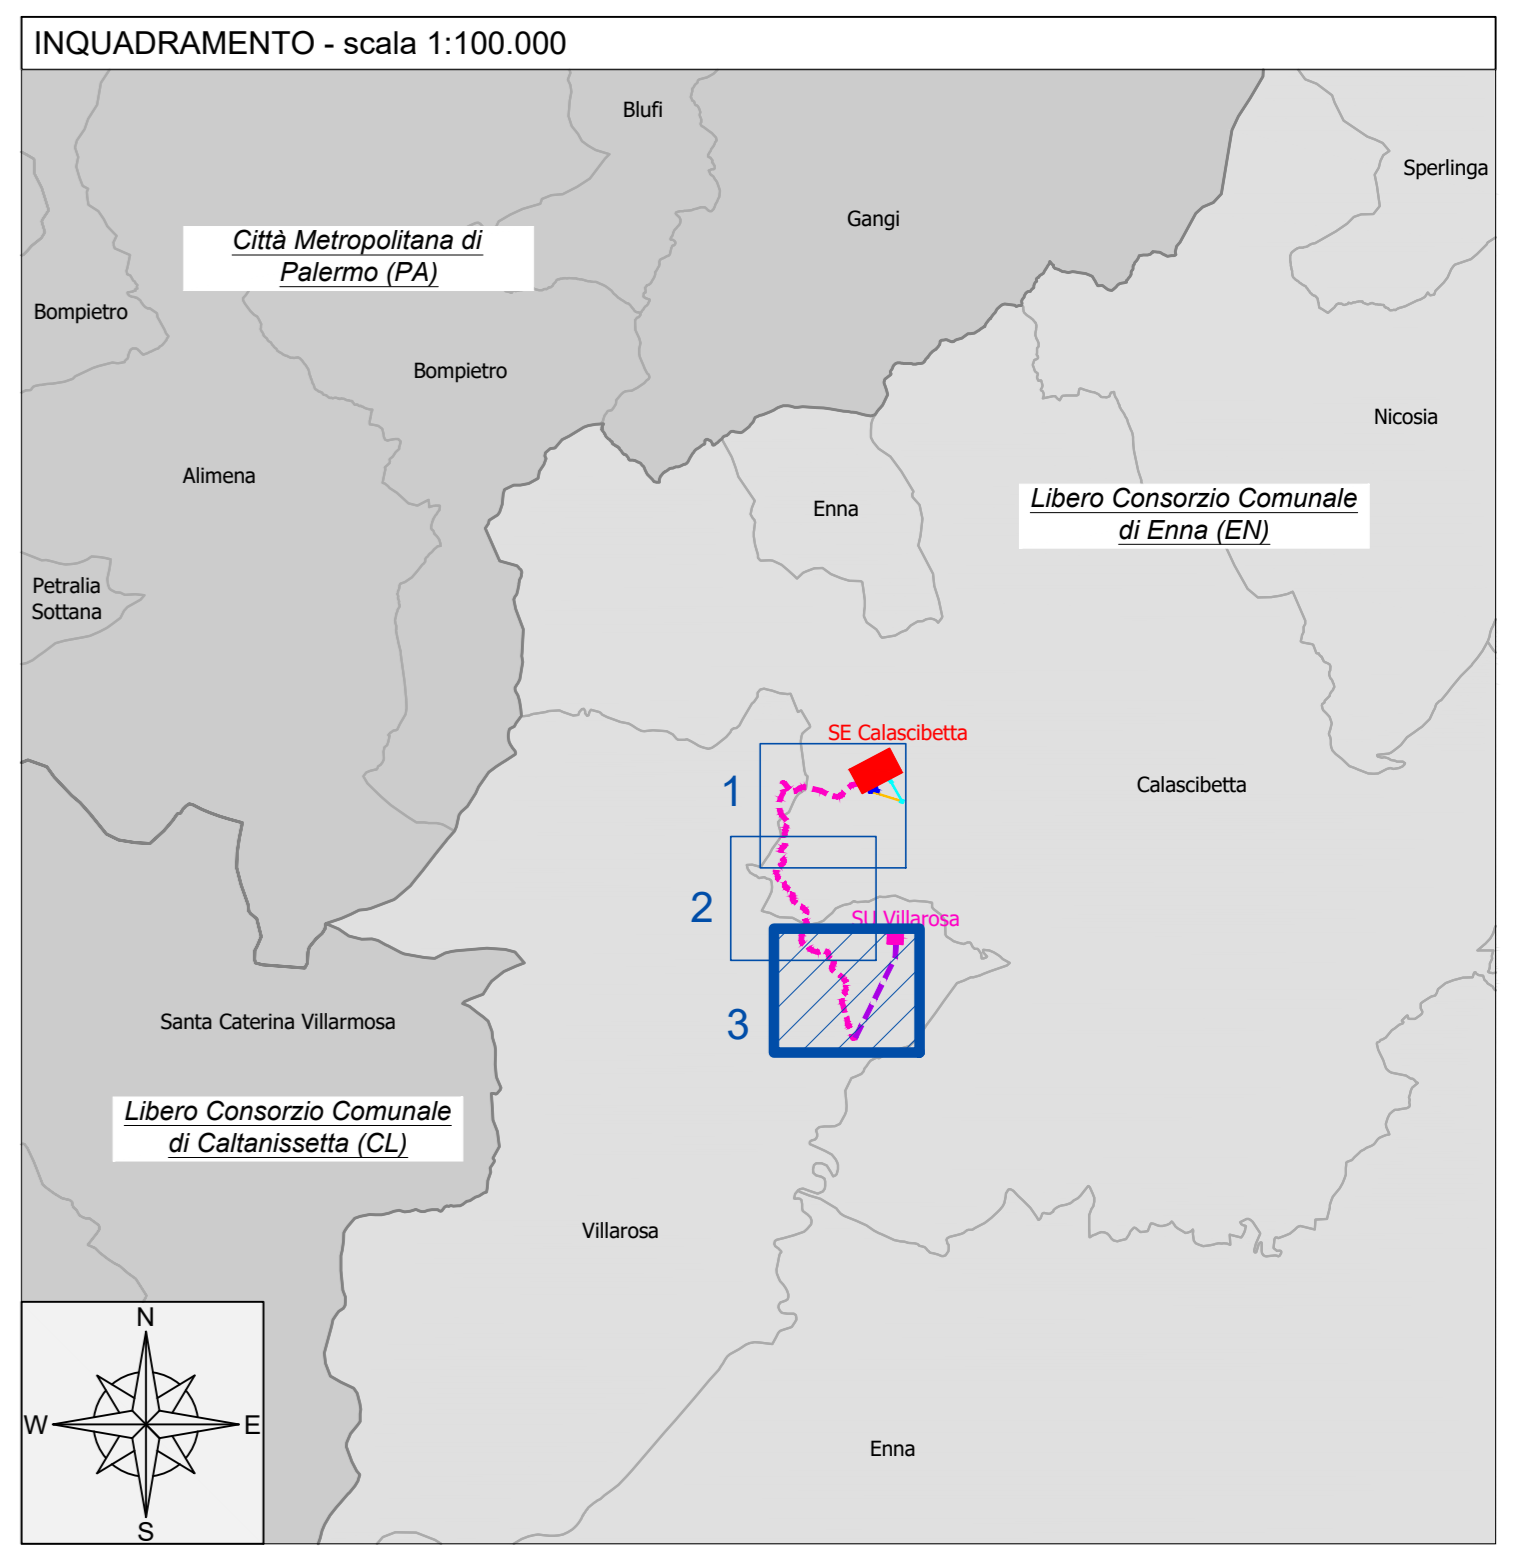 INQUADRAMENTO - scala 1:100.000
Blufi
Sperlinga
Gangi
Città Metropolitana di
Palermo (PA)
Bompietro
Bompietro
Nicosia
Alimena
Enna
Libero Consorzio Comunale
di Enna (EN)
Petralia
Sottana
SE Calascibetta
1
Calascibetta
2
SU Villarosa
3
Santa Caterina Villarmosa
Libero Consorzio Comunale
di Caltanissetta (CL)
Villarosa
Enna
N
W
E
S